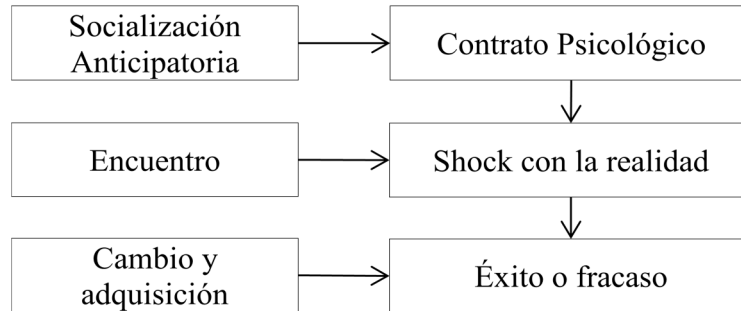 Socialización
Anticipatoria
Contrato Psicológico
Encuentro
Shock con la realidad
Cambio y
adquisición
Éxito o fracaso